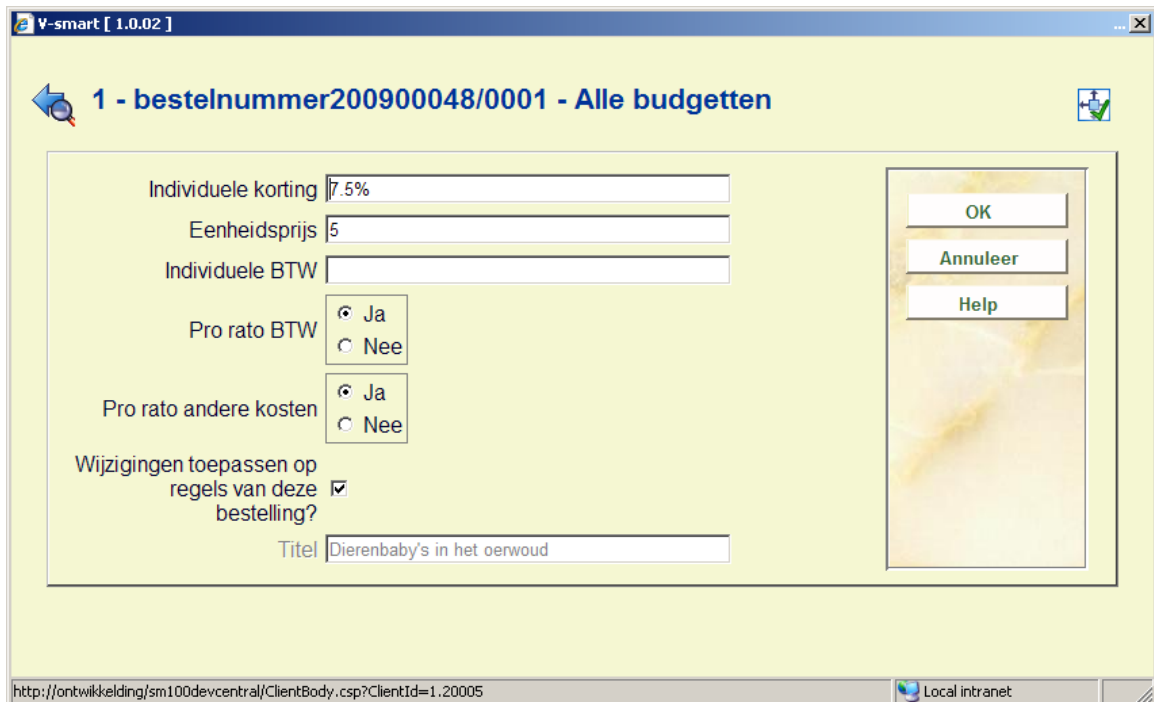 V-smart [ 1.0.02 ]
...
1 - bestelnummer200900048/0001 - Alle budgetten
Individuele korting 7.5%
Eenheidsprijs 5
Individuele BTW
Pro rato BTW
Ja
Nee
Pro rato andere kosten
Ja
Nee
Wijzigingen toepassen op
regels van deze
bestelling?
Titel Dierenbaby's in het oerwoud
OK
Annuleer
Help
http://ontwikkelding/sm100devcentral/ClientBody.csp?ClientId=1.20005
Local intranet